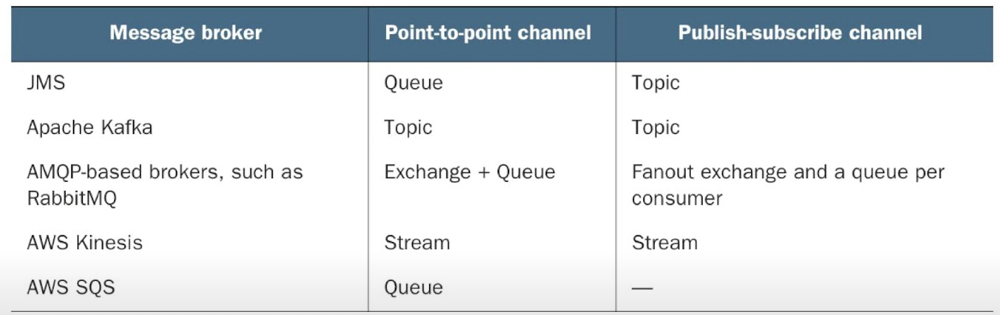 Message broker Point-to-point channel Publish-subscribe channel
JMS Queue Topic
Apache Kafka Topic Topic
AMQP-based brokers, such as Exchange + Queue Fanout exchange and a queue per
RabbitMQ consumer
AWS Kinesis Stream Stream
AWS SQS Queue —